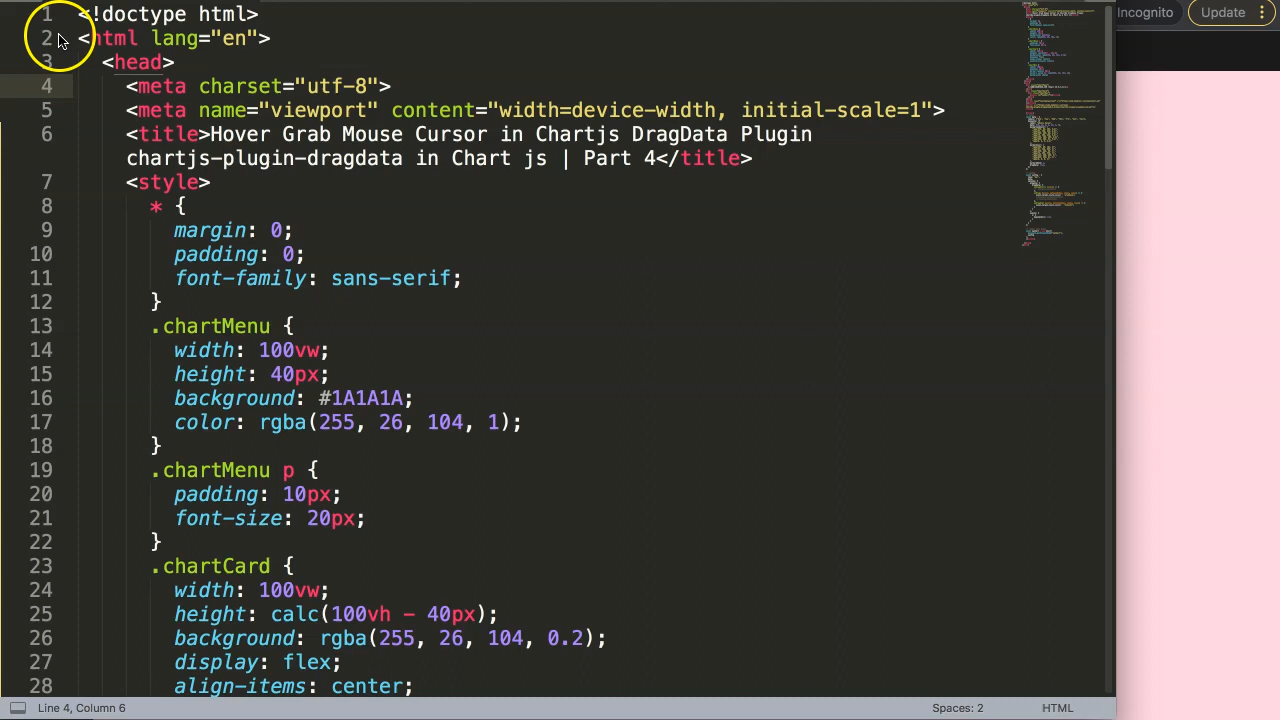 1 <!doctype html>
2 <html lang="en">
3 <head>
4 <meta charset="utf-8">
5 <meta name="viewport" content="width=device-width, initial-scale=1">
6 <title>Hover Grab Mouse Cursor in Chartjs DragData Plugin
chartjs-plugin-dragdata in Chart js | Part 4</title>
7 <style>
8 * {
9 margin: 0;
10 padding: 0;
11 font-family: sans-serif;
12 }
13 .chartMenu {
14 width: 100vw;
15 height: 40px;
16 background: #1A1A1A;
17 color: rgba(255, 26, 104, 1);
18 }
19 .chartMenu p {
20 padding: 10px;
21 font-size: 20px;
22 }
23 .chartCard {
24 width: 100vw;
25 height: calc(100vh - 40px);
26 background: rgba(255, 26, 104, 0.2);
27 display: flex;
28 align-items: center;
Incognito Update
Line 4, Column 6 Spaces: 2 HTML